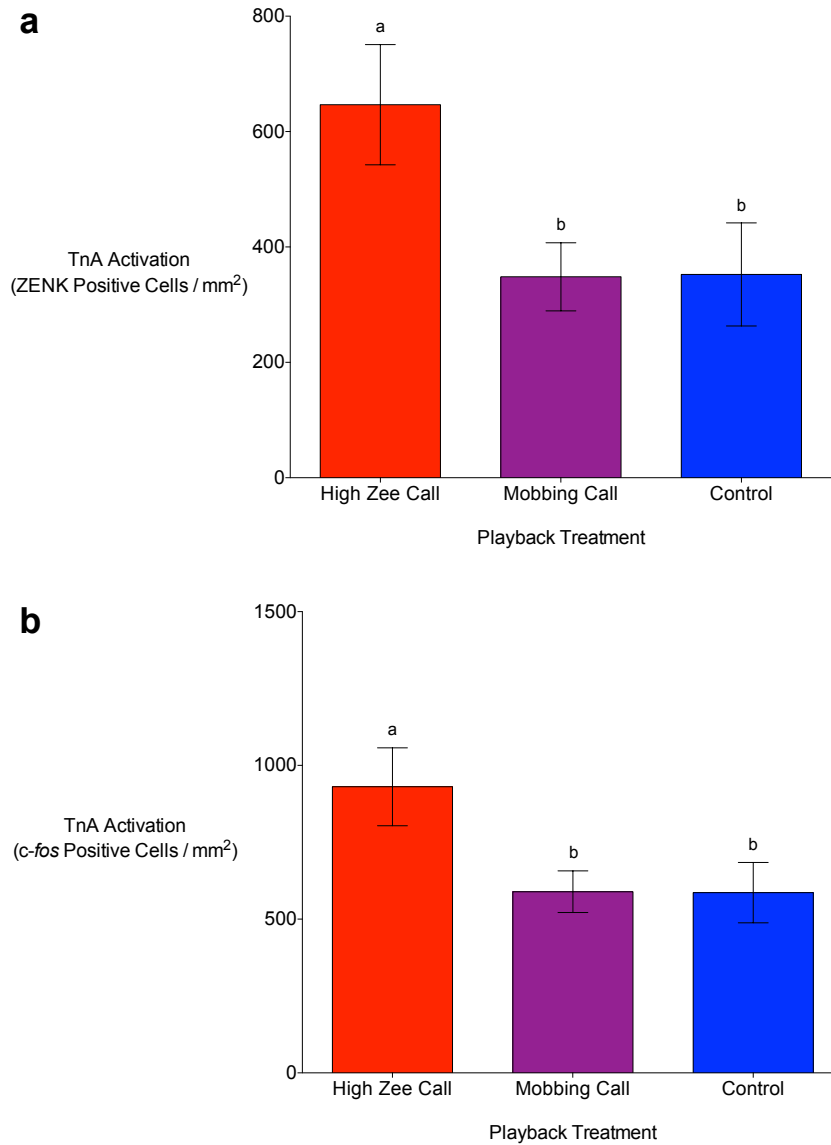 a
800
a
600
b
b
TnA Activation
(ZENK Positive Cells / mm²)
400
200
0
High Zee Call Mobbing Call Control
Playback Treatment
b
1500
a
1000
TnA Activation
(c-fos Positive Cells / mm²)
b
b
500
0
High Zee Call Mobbing Call Control
Playback Treatment